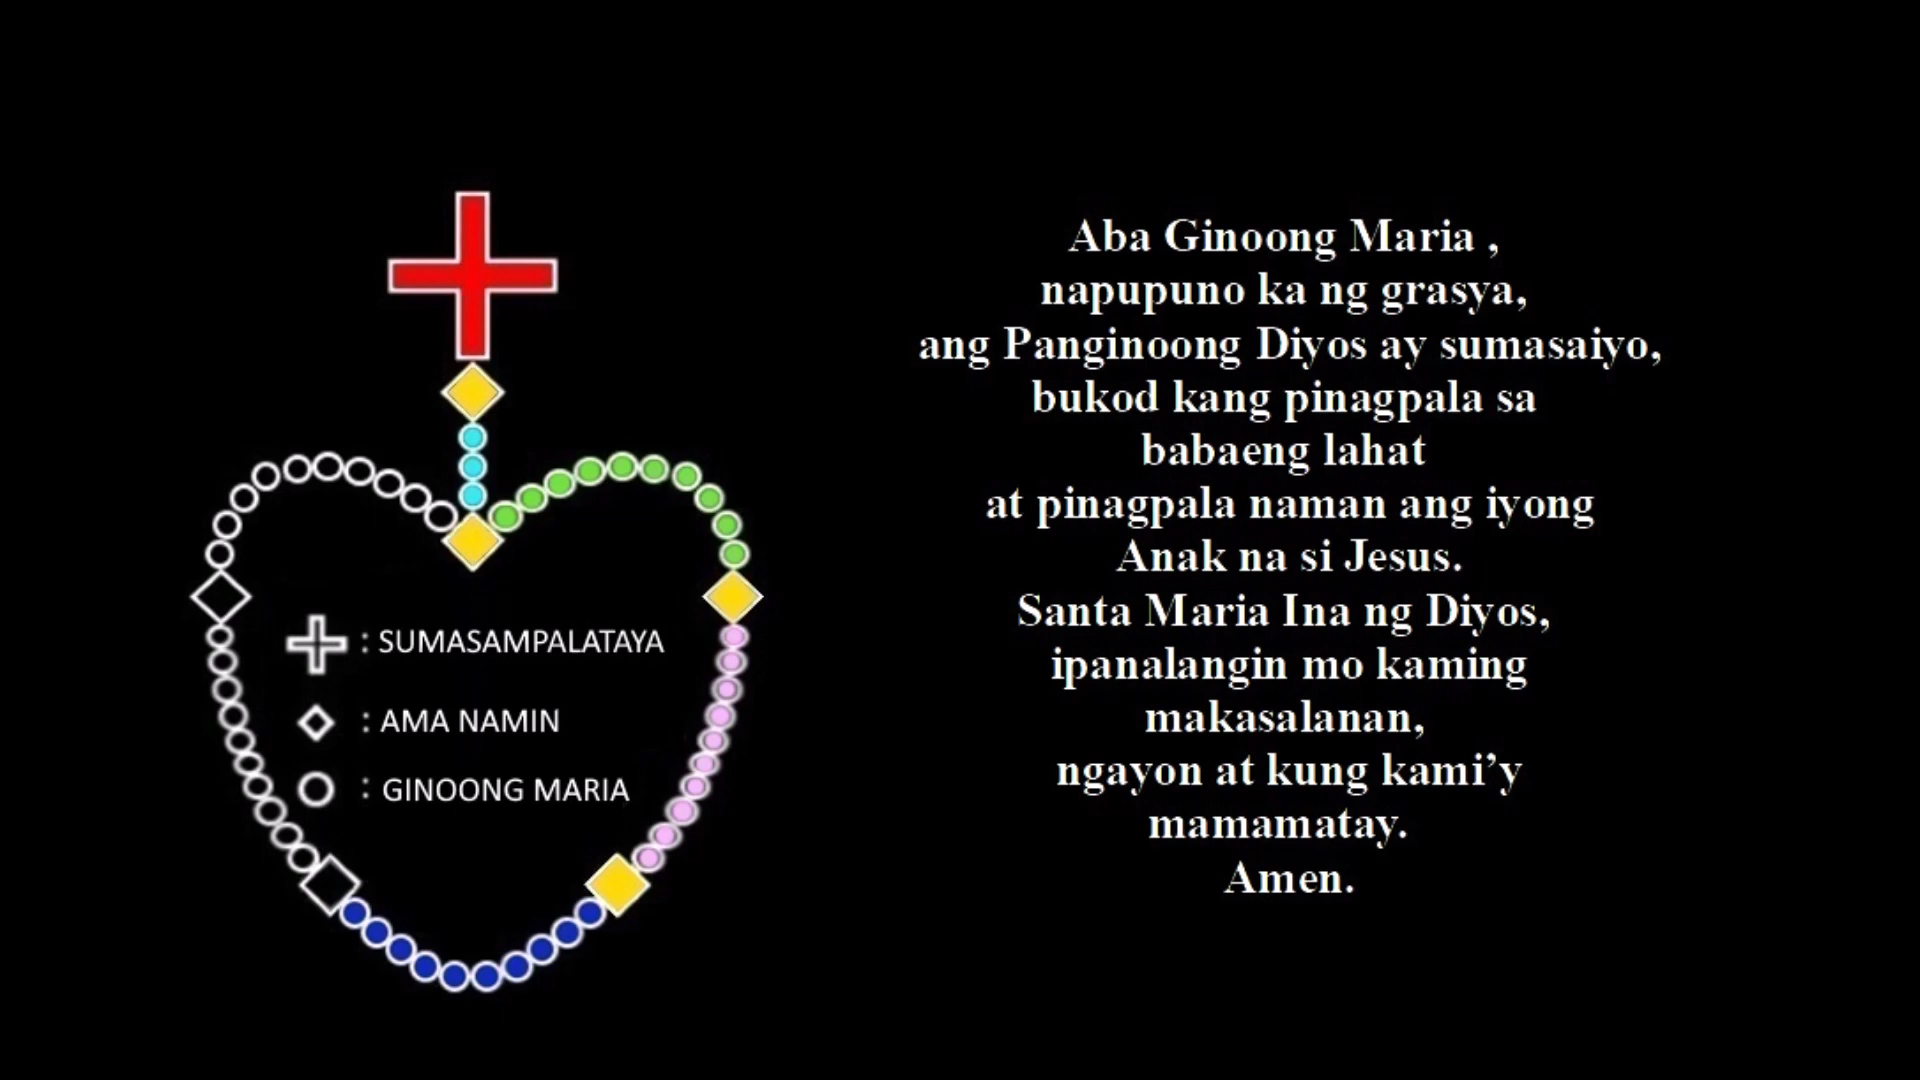 : SUMASAMPALATAYA
: AMA NAMIN
: GINOONG MARIA
Aba Ginoong Maria ,
napupuno ka ng grasya,
ang Panginoong Diyos ay sumasaiyo,
bukod kang pinagpala sa
babaeng lahat
at pinagpala naman ang iyong
Anak na si Jesus.
Santa Maria Ina ng Diyos,
ipanalangin mo kaming
makasalanan,
ngayon at kung kami’y
mamamatay.
Amen.